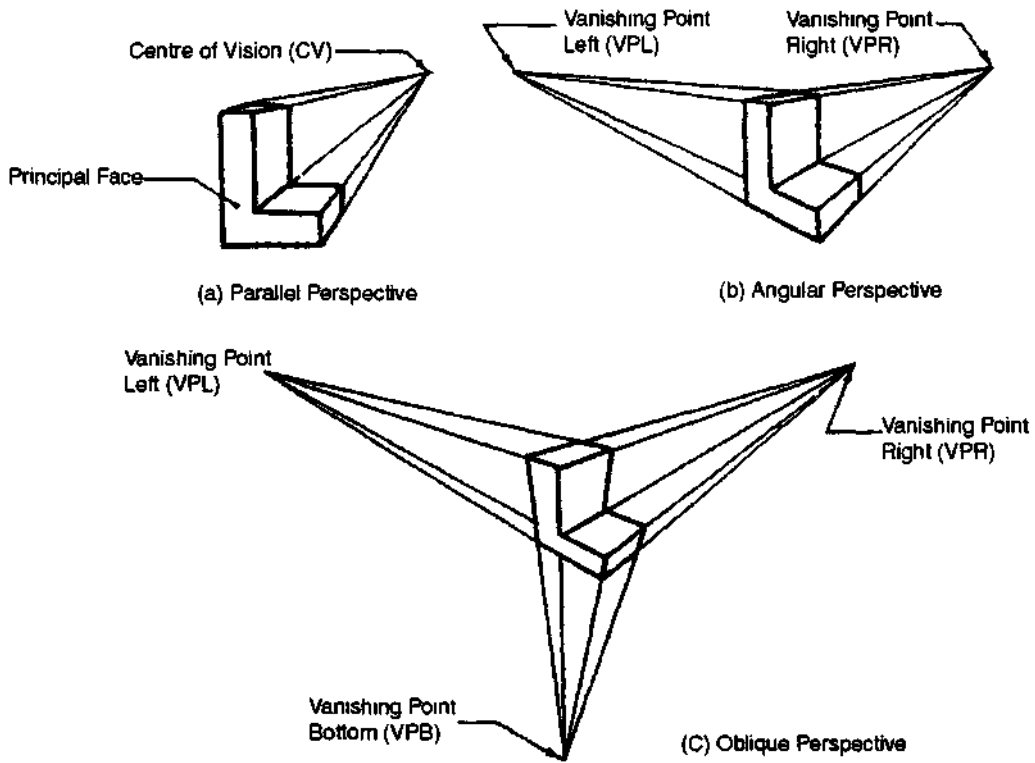 Centre of Vision (CV)
Principal Face
(a) Parallel Perspective
Vanishing Point
Left (VPL)
Vanishing Point
Right (VPR)
(b) Angular Perspective
Vanishing Point
Left (VPL)
Vanishing Point
Right (VPR)
Vanishing Point
Bottom (VPB)
(C) Oblique Perspective